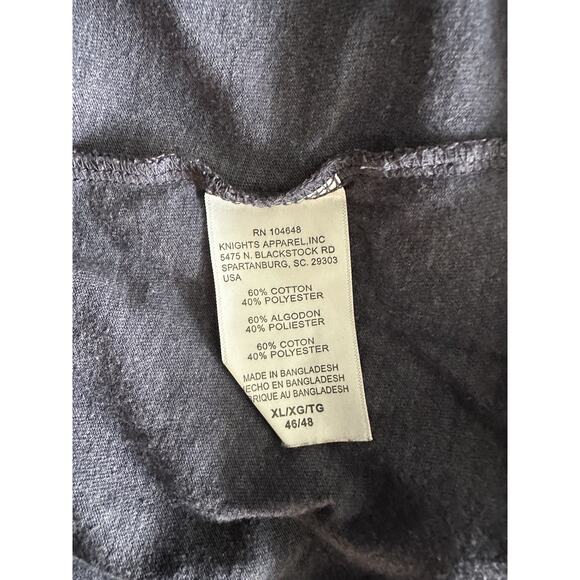 RN 104648
KNIGHTS APPAREL,INC
5475 N. BLACKSTOCK RD
SPARTANBURG, SC. 29303
USA
60% COTTON
40% POLYESTER
60% ALGODON
40% POLIESTER
60% COTON
40% POLYESTER
MADE IN BANGLADESH
HECHO EN BANGLADESH
BRIQUE AU BANGLADESH
XL/XG/TG
46/48